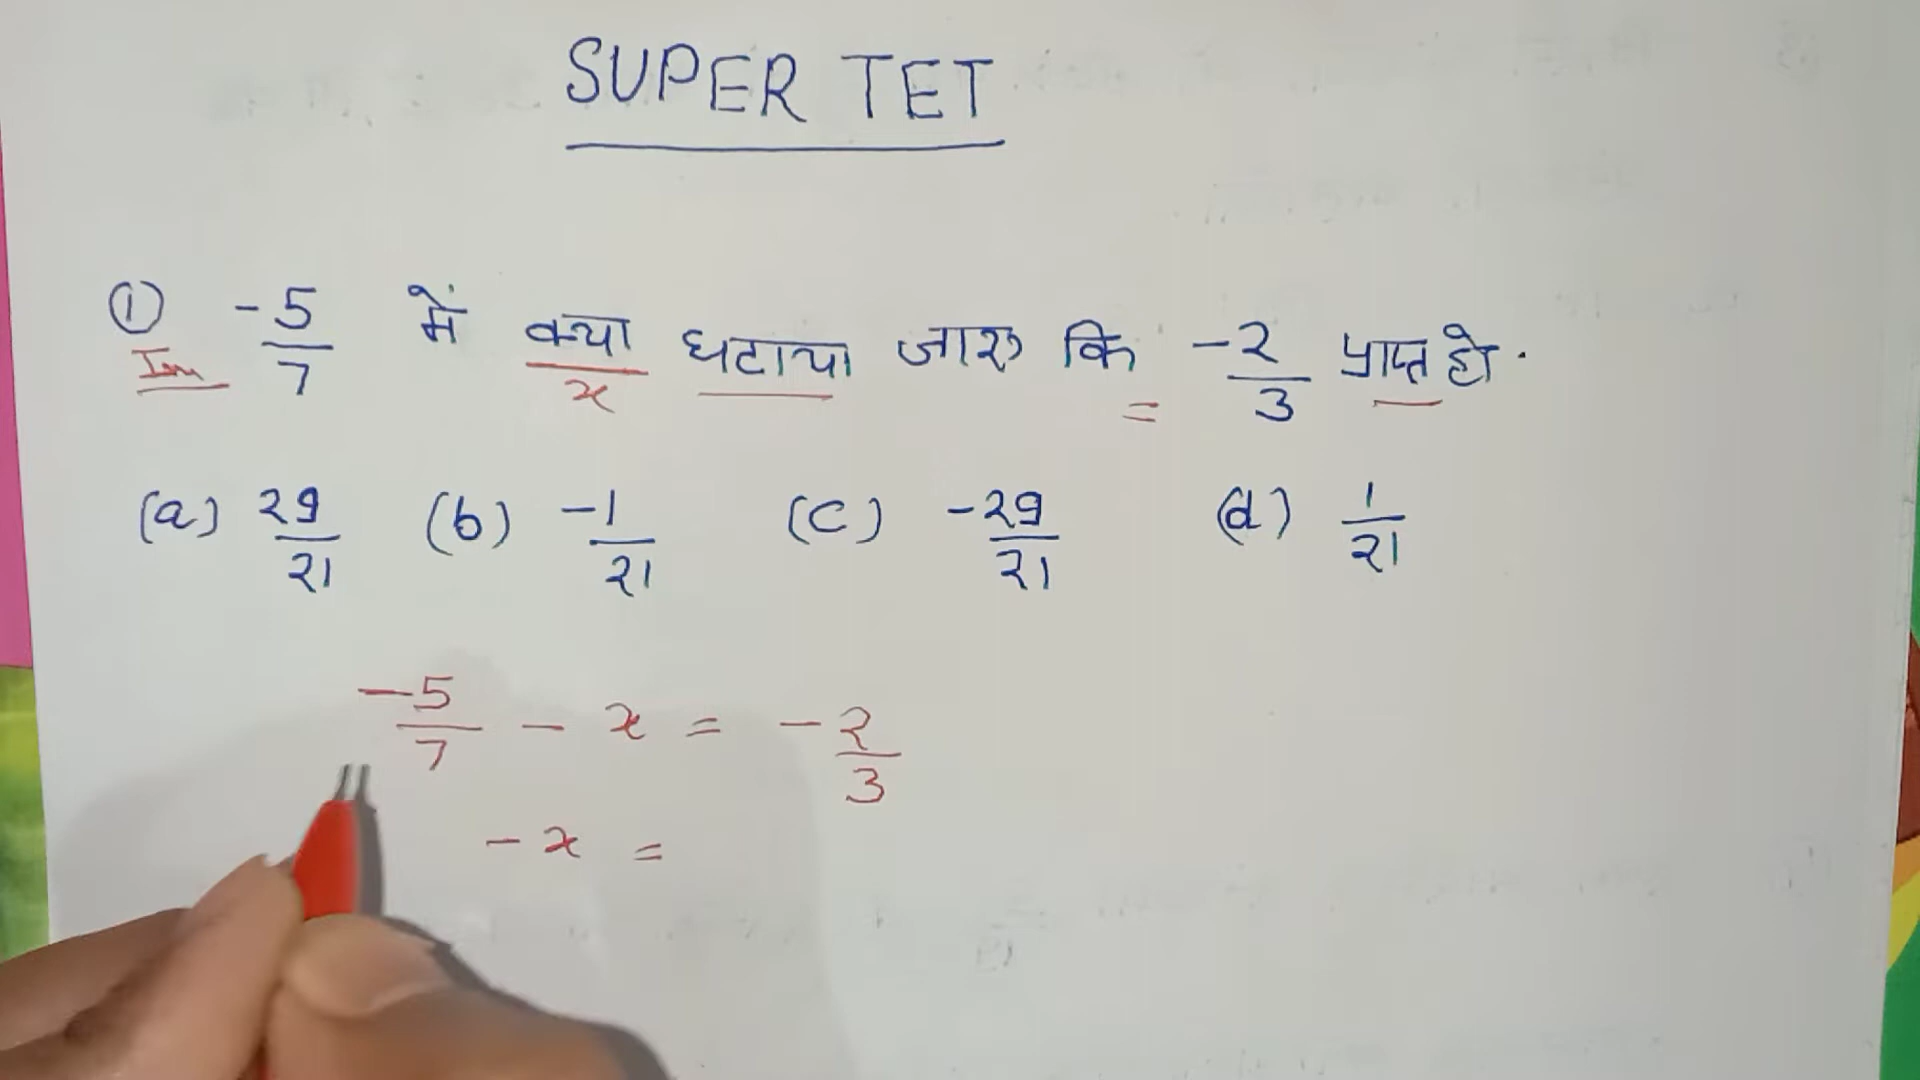 SUPER TET
① -5/7 में क्या घटाया जाए कि -2/3 प्राप्त हो .
Im x =
(a) 29/21 (b) -1/21 (c) -29/21 (d) 1/21
-5/7 - x = -2/3
- x =